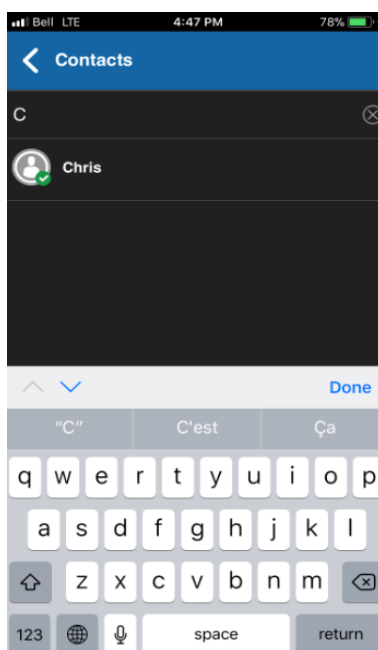 Bell LTE 4:47 PM 78%
Contacts
C
Chris
Done
"C" C'est Ça
q w e r t y u i o p
a s d f g h j k l
z x c v b n m
123 space return